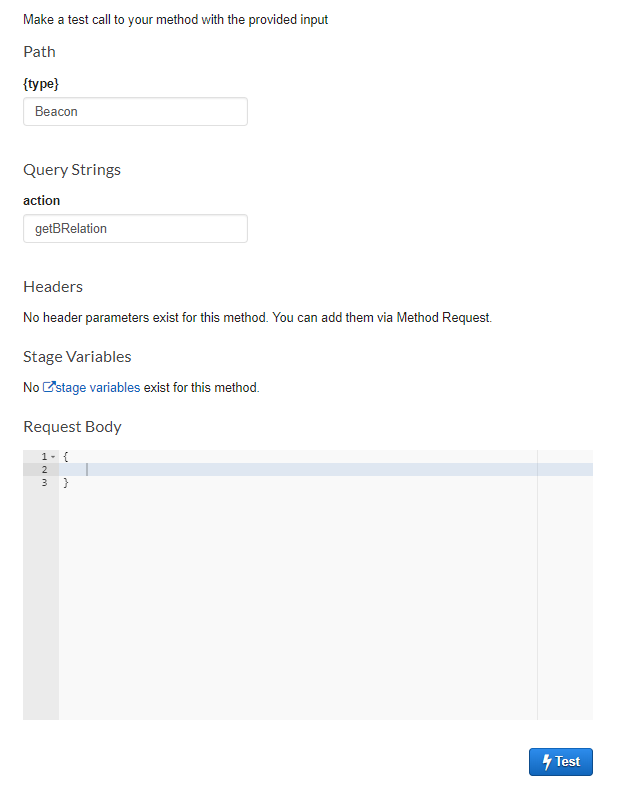 Make a test call to your method with the provided input
Path
{type}
Beacon
Query Strings
action
getBRelation
Headers
No header parameters exist for this method. You can add them via Method Request.
Stage Variables
No stage variables exist for this method.
Request Body
1 {
2
3 }
Test